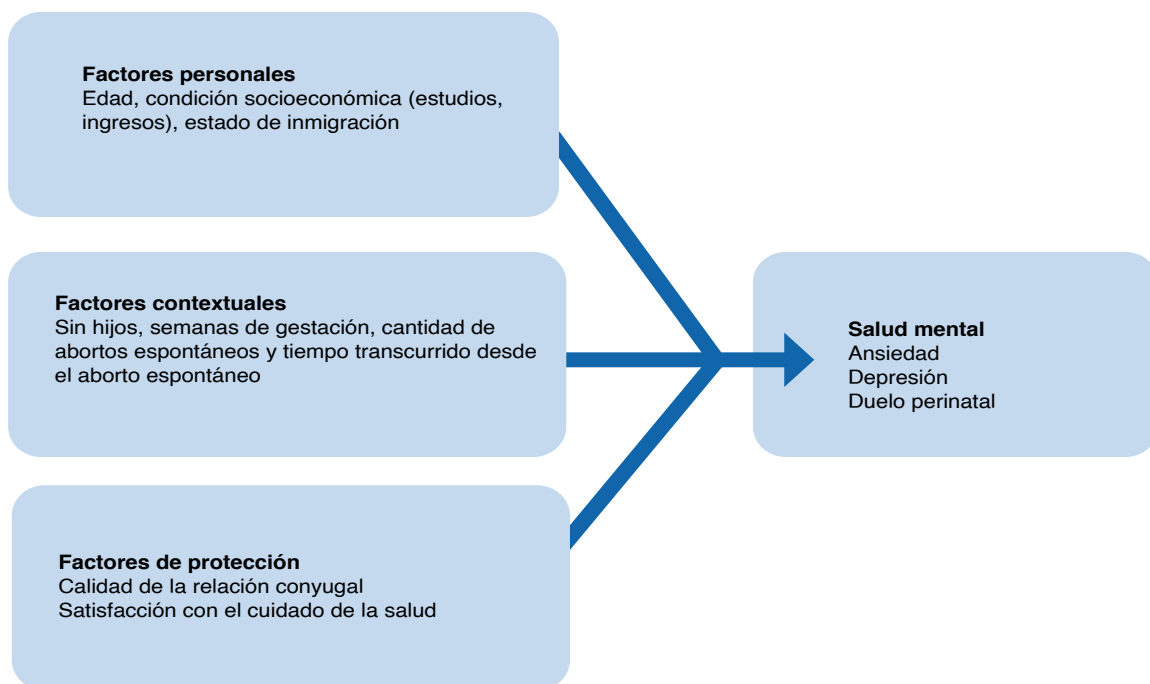 Factores personales
Edad, condición socioeconómica (estudios,
ingresos), estado de inmigración
Factores contextuales
Sin hijos, semanas de gestación, cantidad de
abortos espontáneos y tiempo transcurrido desde
el aborto espontáneo
Salud mental
Ansiedad
Depresión
Duelo perinatal
Factores de protección
Calidad de la relación conyugal
Satisfacción con el cuidado de la salud